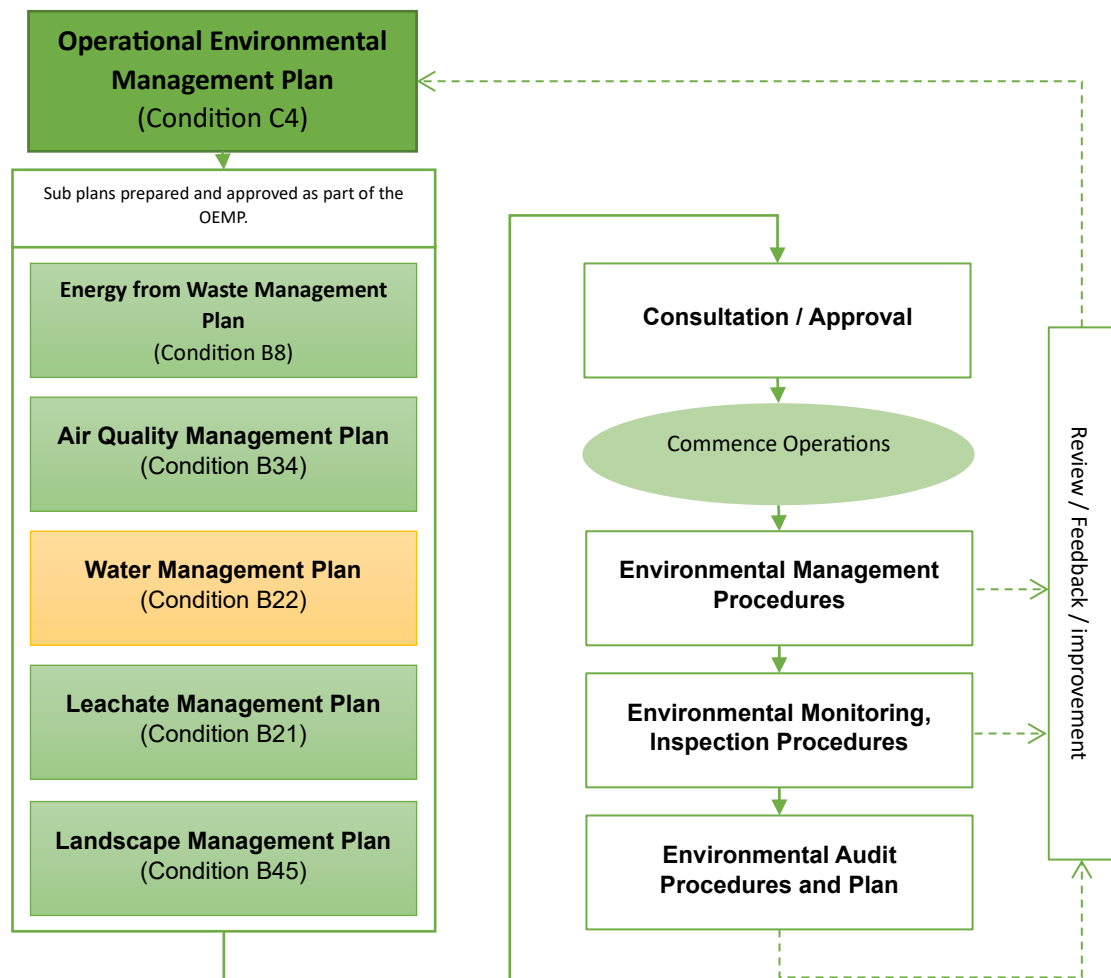 Operational Environmental
Management Plan
(Condition C4)
Sub plans prepared and approved as part of the
OEMP.
Energy from Waste Management
Plan
(Condition B8)
Air Quality Management Plan
(Condition B34)
Water Management Plan
(Condition B22)
Leachate Management Plan
(Condition B21)
Landscape Management Plan
(Condition B45)
Consultation / Approval
Commence Operations
Environmental Management
Procedures
Environmental Monitoring,
Inspection Procedures
Environmental Audit
Procedures and Plan
Review / Feedback / improvement